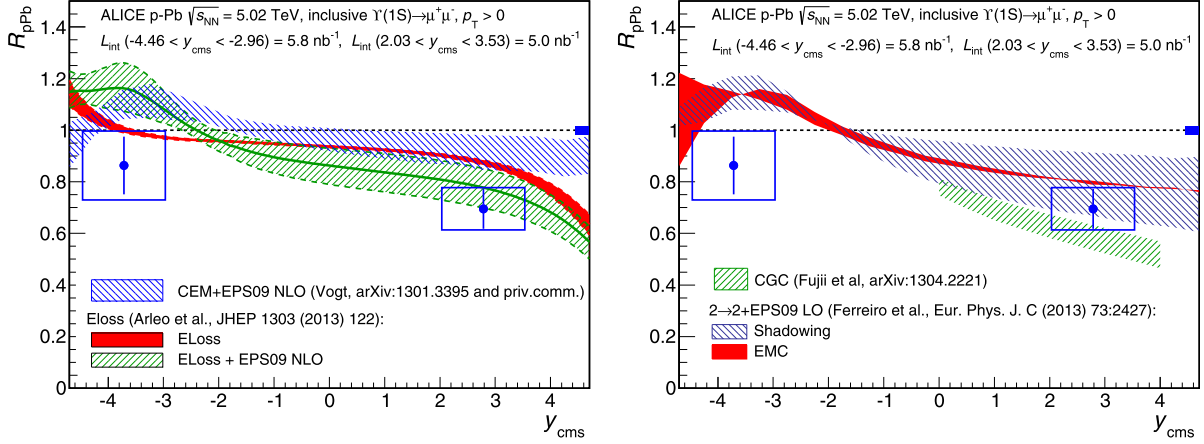 ALICE p-Pb √sNN = 5.02 TeV, inclusive ϒ(1S)→μ+μ-, pT > 0
Lint (-4.46 < ycms < -2.96) = 5.8 nb-1, Lint (2.03 < ycms < 3.53) = 5.0 nb-1
RpPb
1.2
1
0.8
0.6
0.4
0.2
0
CEM+EPS09 NLO (Vogt, arXiv:1301.3395 and priv.comm.)
Eloss (Arleo et al., JHEP 1303 (2013) 122):
ELoss
ELoss + EPS09 NLO
-4 -3 -2 -1 0 1 2 3 4
ycms
ALICE p-Pb √sNN = 5.02 TeV, inclusive ϒ(1S)→μ+μ-, pT > 0
Lint (-4.46 < ycms < -2.96) = 5.8 nb-1, Lint (2.03 < ycms < 3.53) = 5.0 nb-1
RpPb
1.2
1
0.8
0.6
0.4
0.2
0
CGC (Fujii et al, arXiv:1304.2221)
2→2+EPS09 LO (Ferreiro et al., Eur. Phys. J. C (2013) 73:2427):
Shadowing
EMC
-4 -3 -2 -1 0 1 2 3 4
ycms